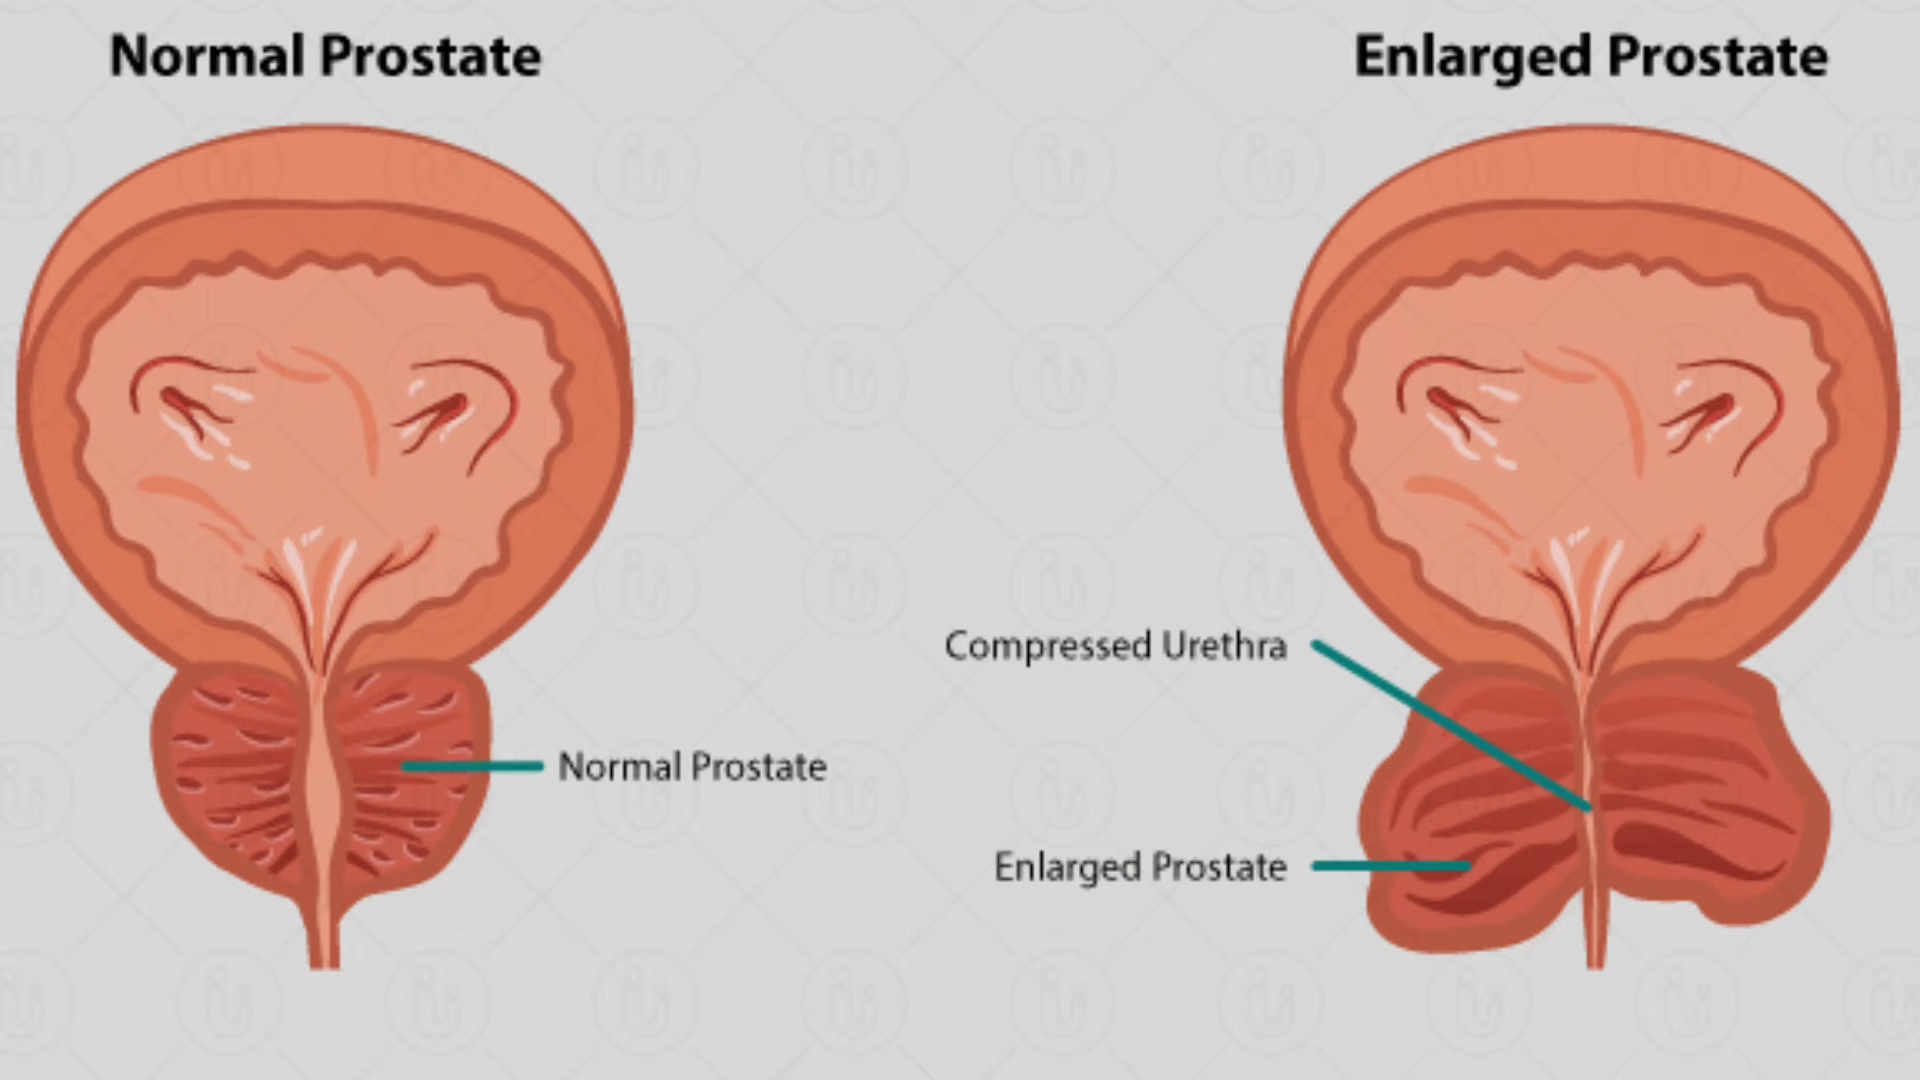 Normal Prostate
Enlarged Prostate
Compressed Urethra
Normal Prostate
Enlarged Prostate